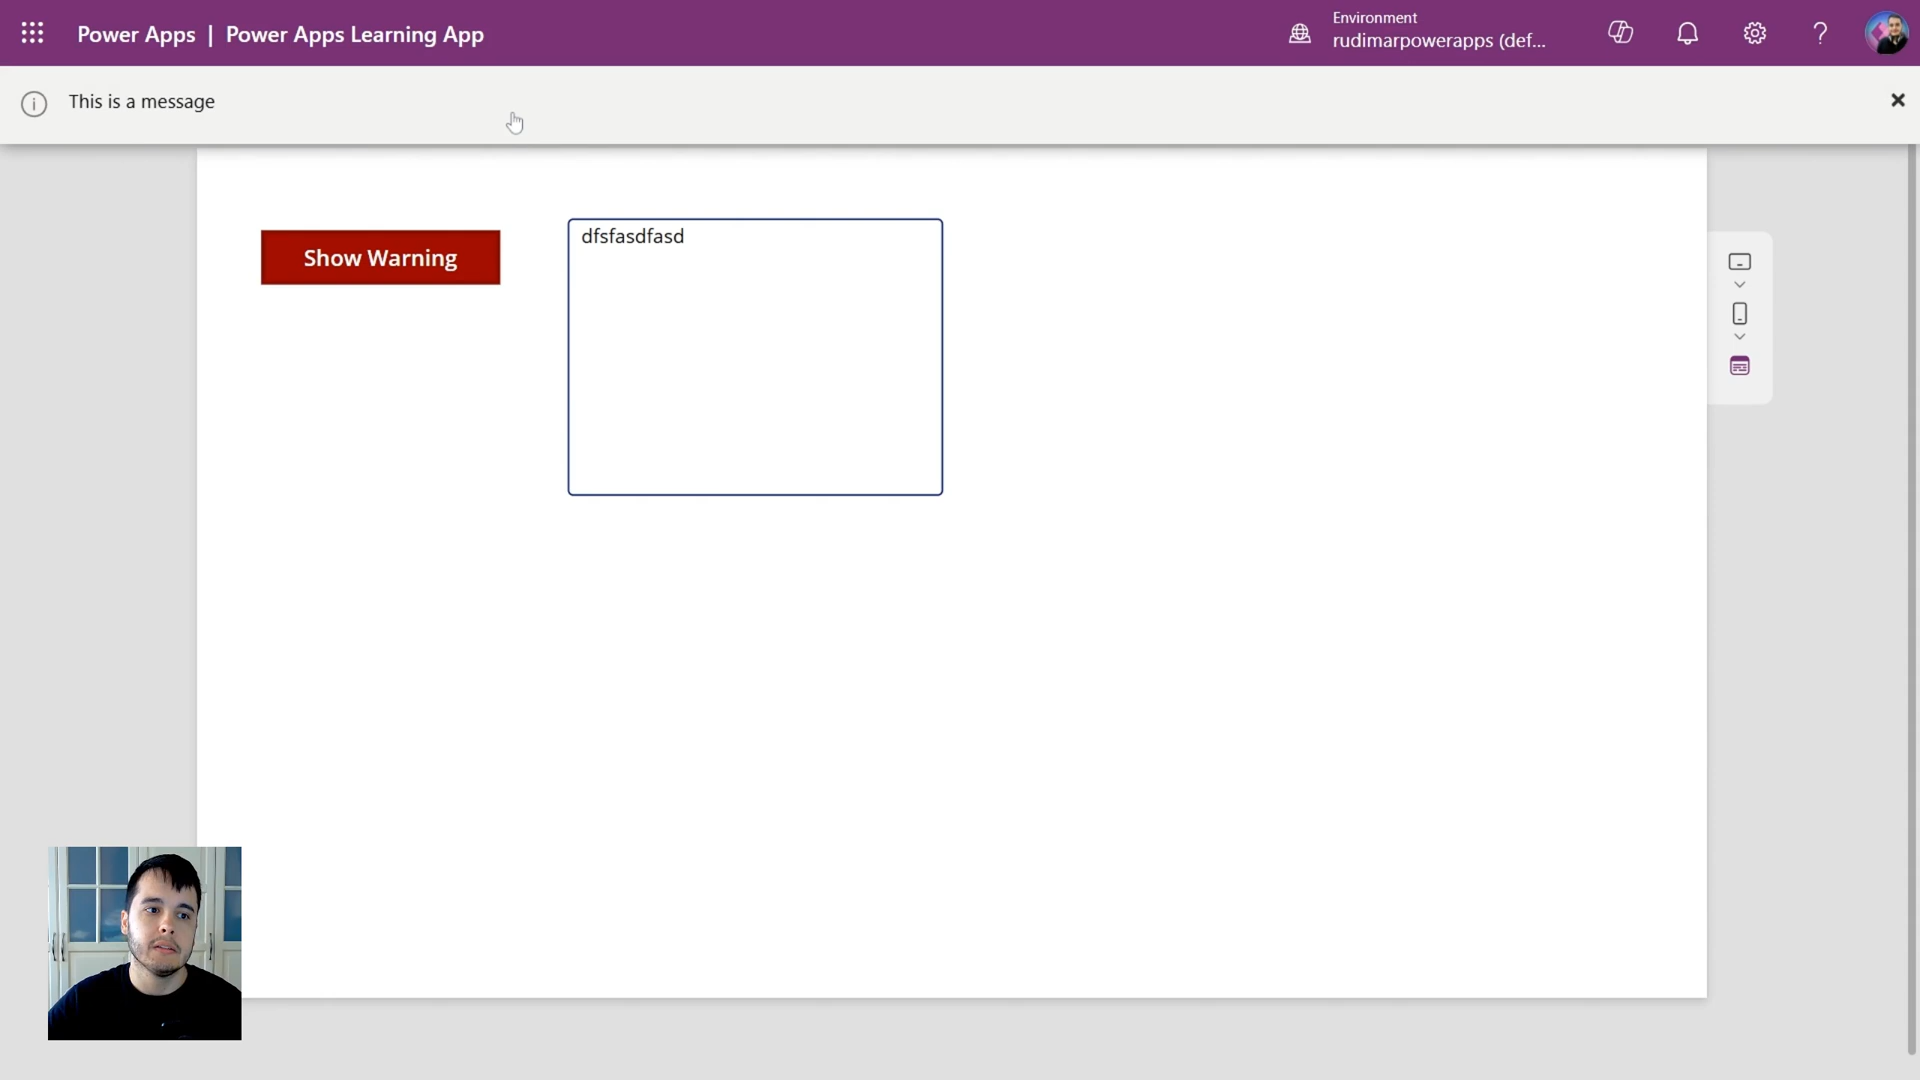 Power Apps | Power Apps Learning App
Environment
rudimarpowerapps (def...
This is a message
Show Warning
dfsfasdfasd